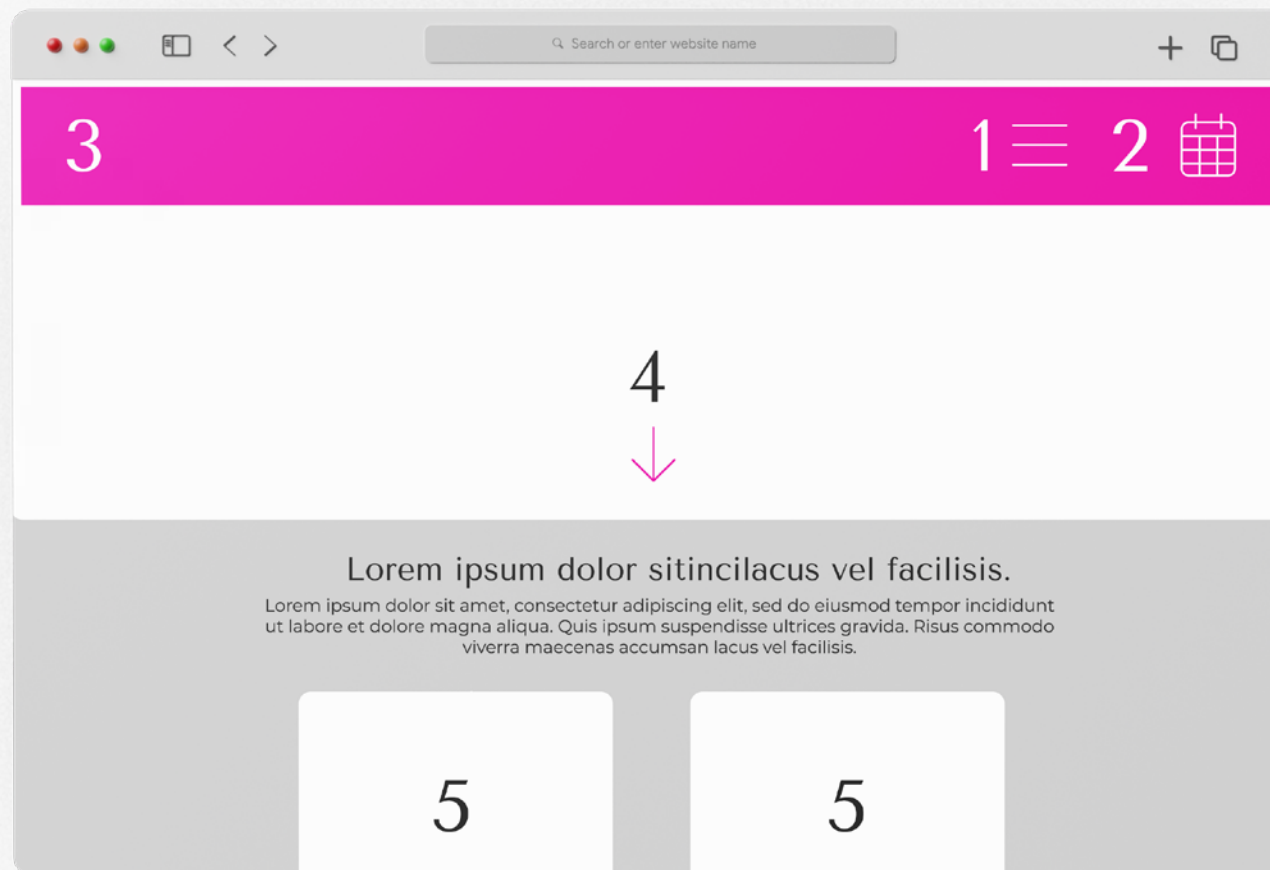 Search or enter website name
3 1 2
4
Lorem ipsum dolor sitincilacus vel facilisis.
Lorem ipsum dolor sit amet, consectetur adipiscing elit, sed do eiusmod tempor incididunt
ut labore et dolore magna aliqua. Quis ipsum suspendisse ultrices gravida. Risus commodo
viverra maecenas accumsan lacus vel facilisis.
5 5